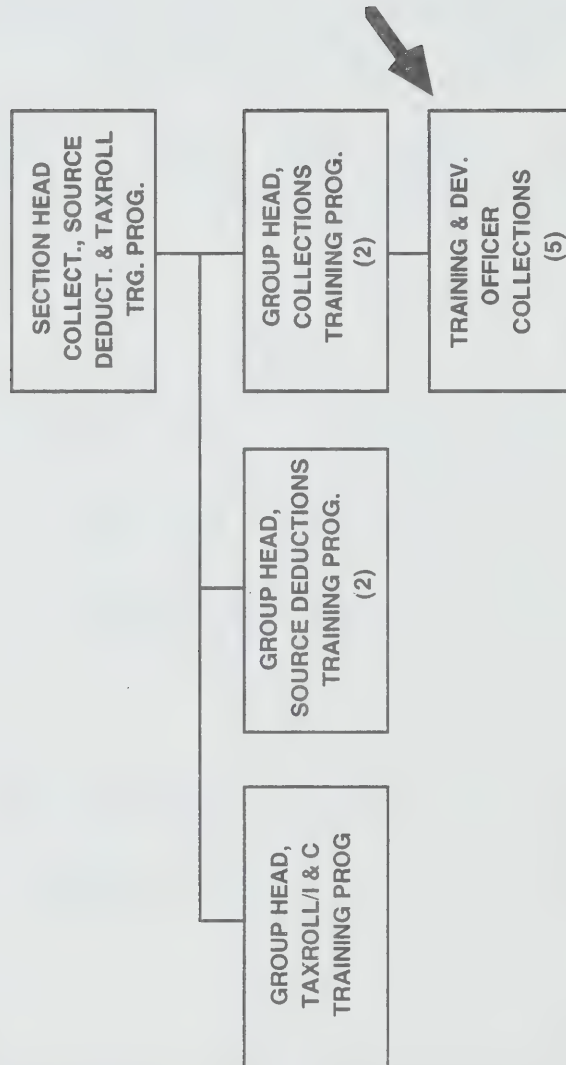 SECTION HEAD
COLLECT., SOURCE
DEDUCT. & TAXROLL
TRG. PROG.
GROUP HEAD,
TAXROLL/I & C
TRAINING PROG
GROUP HEAD,
SOURCE DEDUCTIONS
TRAINING PROG.
(2)
GROUP HEAD,
COLLECTIONS
TRAINING PROG.
(2)
TRAINING & DEV.
OFFICER
COLLECTIONS
(5)